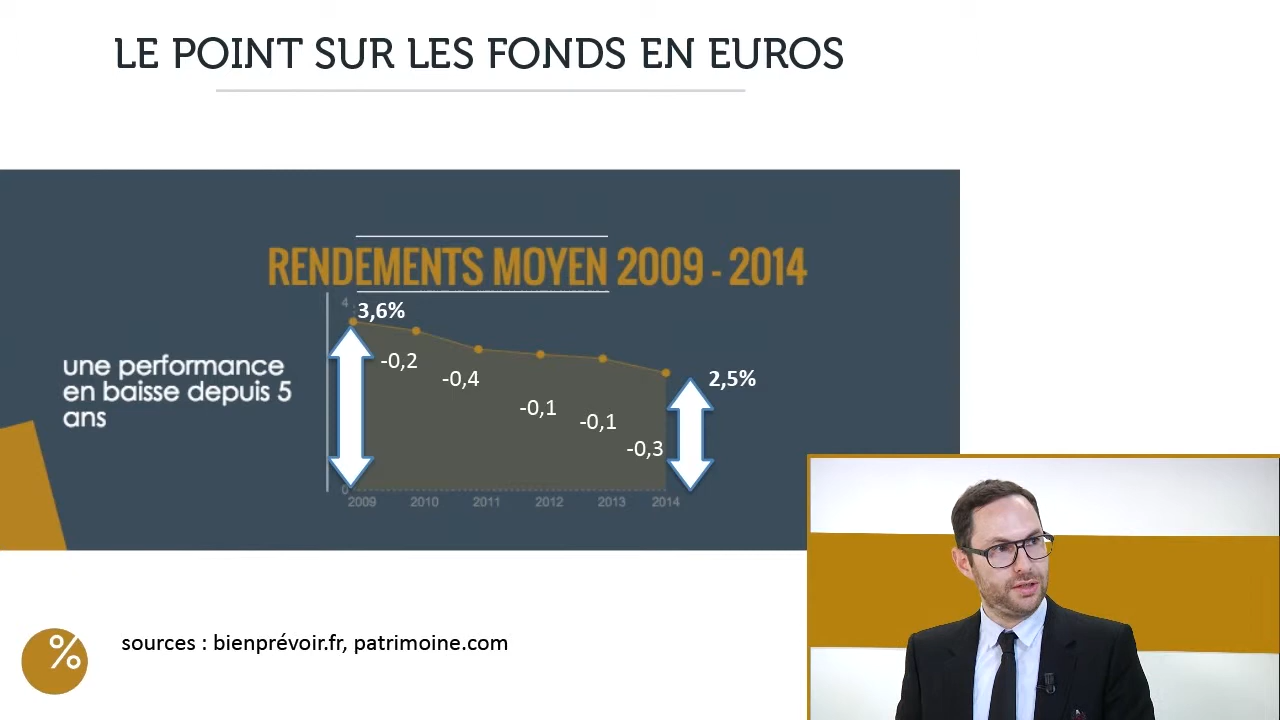 LE POINT SUR LES FONDS EN EUROS
RENDEMENTS MOYEN 2009 - 2014
4
3,6%
une performance
en baisse depuis 5
ans
-0,2
-0,4
-0,1
-0,1
-0,3
2,5%
0
2009 2010 2011 2012 2013 2014
%
sources : bienprévoir.fr, patrimoine.com